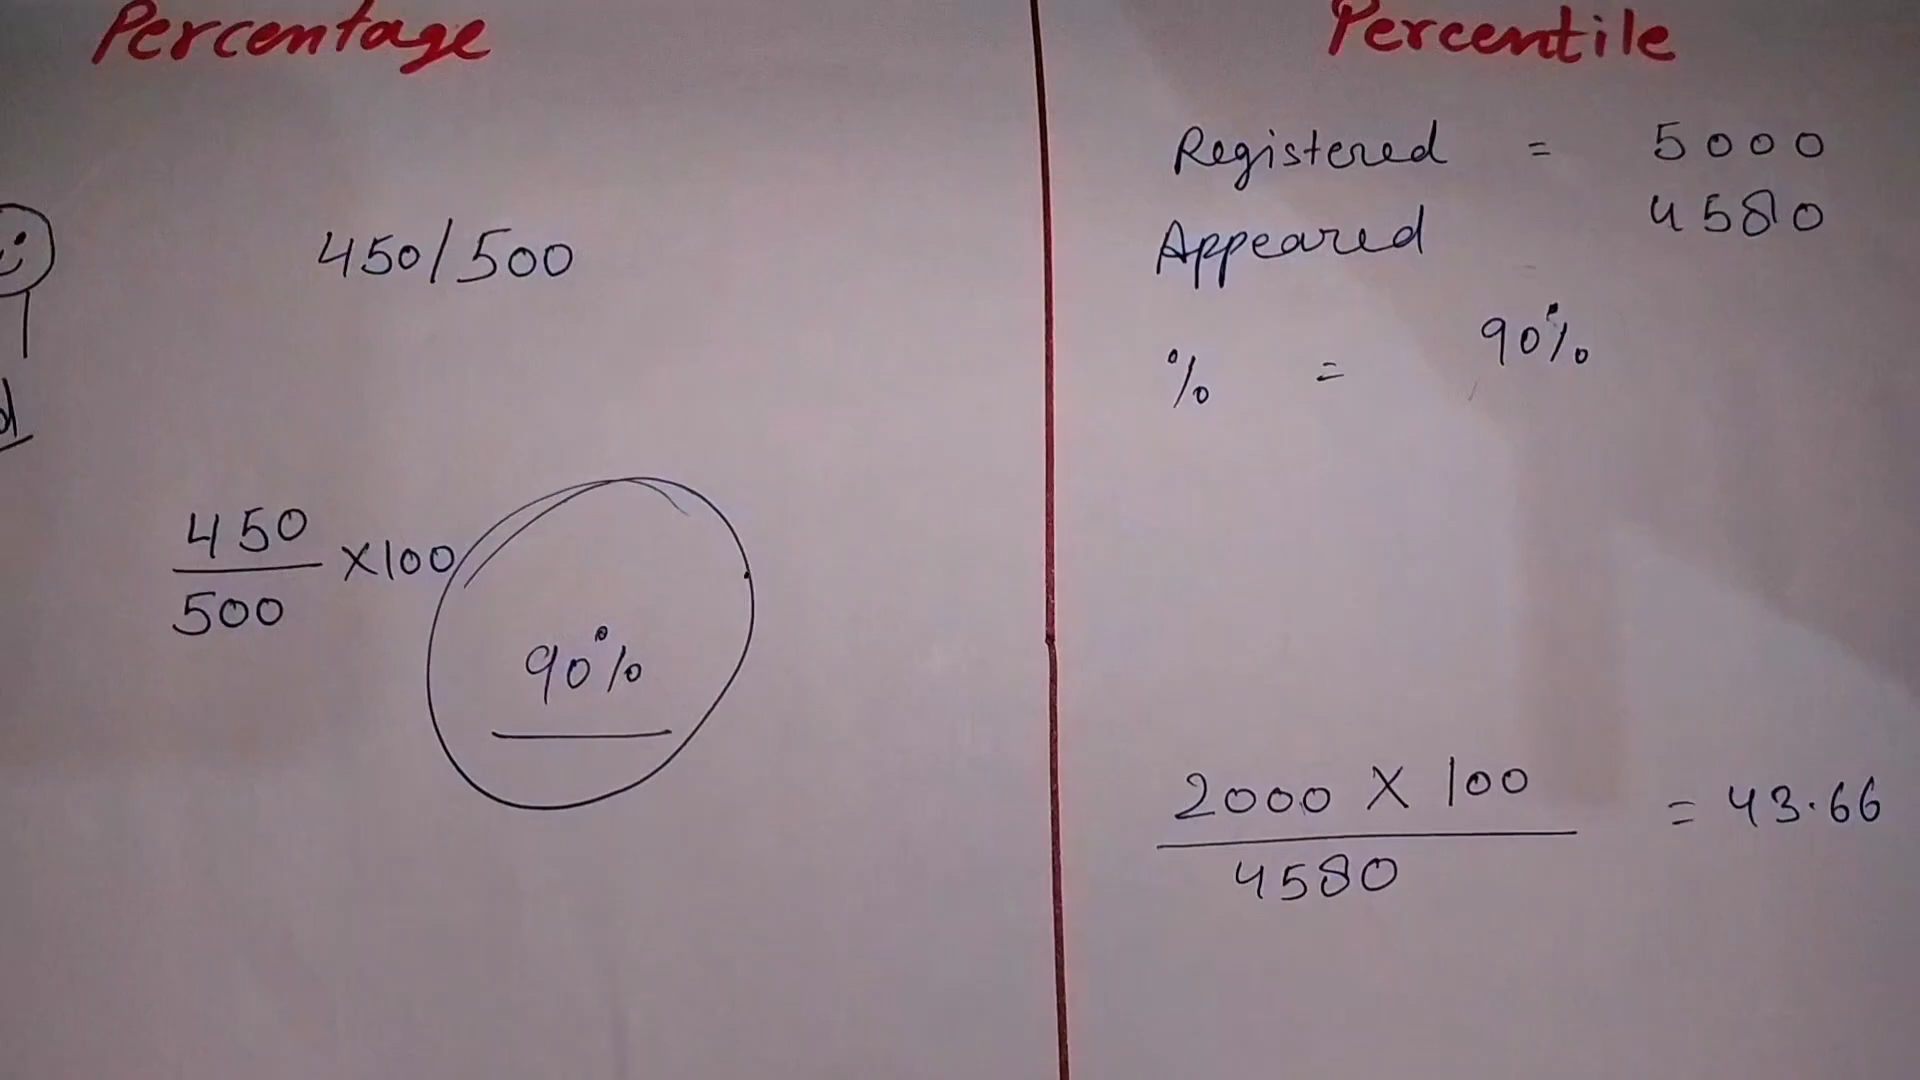 Percentage
450/500
450
500
X100
90%
Percentile
Registered = 5000
Appeared 4580
% = 90%
2000 X 100
4580
= 43.66